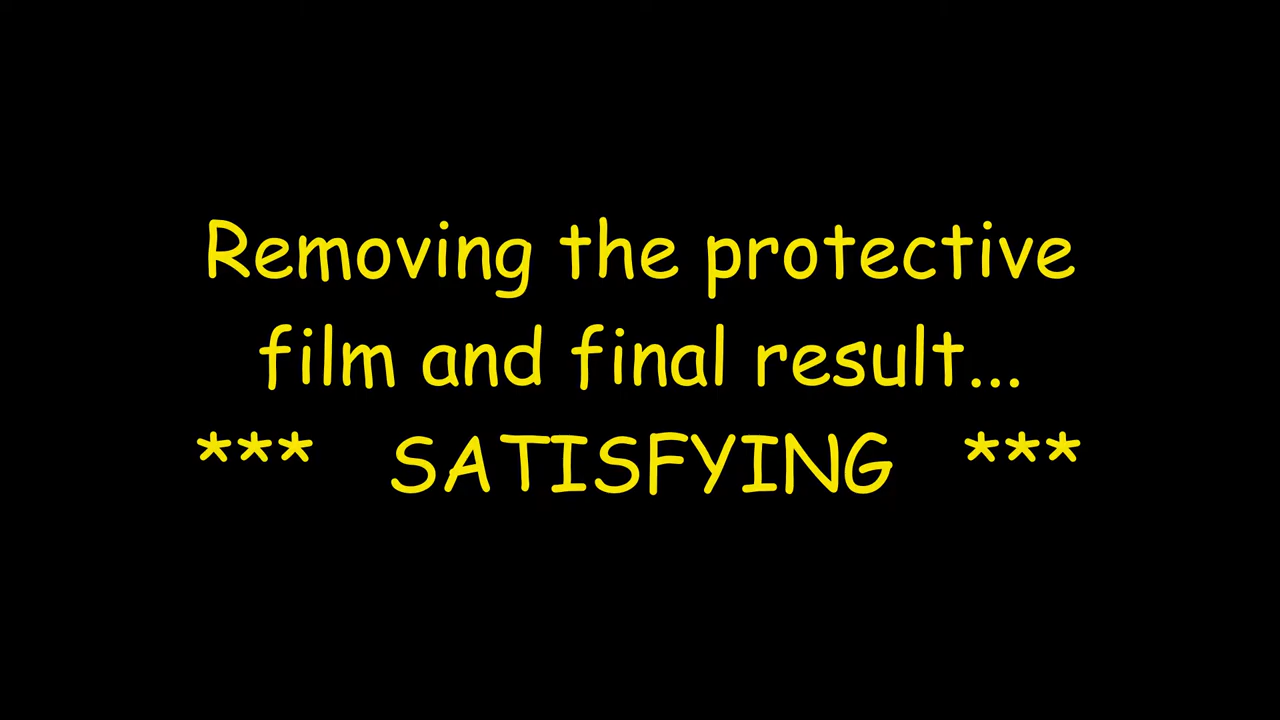 Removing the protective
film and final result...
*** SATISFYING ***